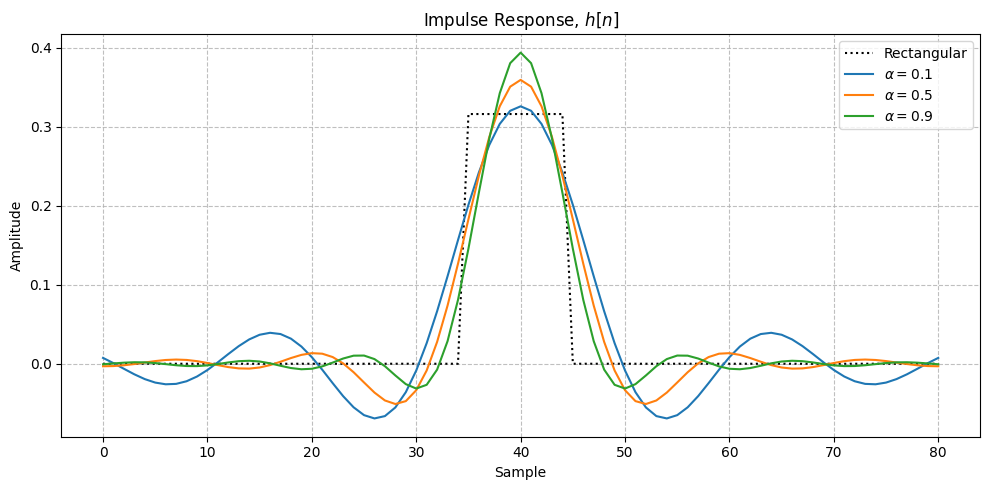 Impulse Response, h[n]
Rectangular
α = 0.1
α = 0.5
α = 0.9
Amplitude
0.4
0.3
0.2
0.1
0.0
0 10 20 30 40 50 60 70 80
Sample